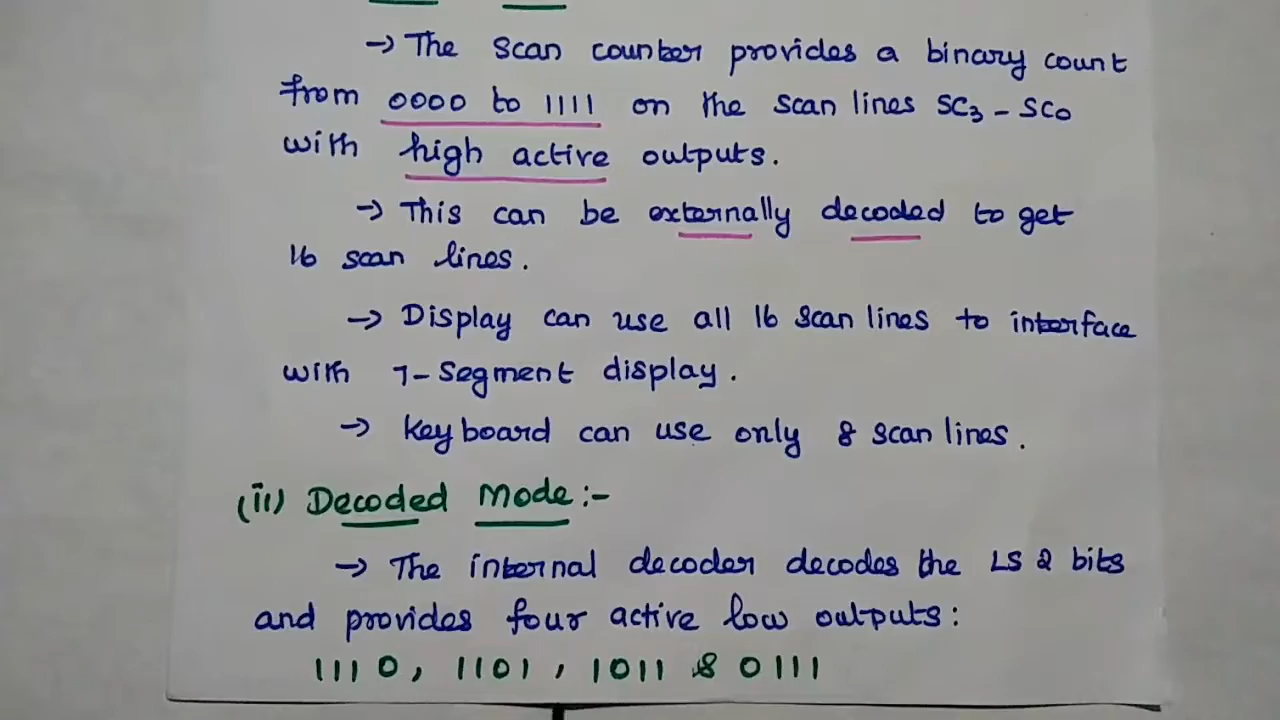 → The scan counter provides a binary count
from 0000 to 1111 on the scan lines SC3 - SC0
with high active outputs.
→ This can be externally decoded to get
16 scan lines.
→ Display can use all 16 scan lines to interface
with 7-Segment display.
→ Keyboard can use only 8 scan lines.
(ii) Decoded Mode:-
→ The internal decoder decodes the LS 2 bits
and provides four active low outputs:
1110, 1101, 1011 & 0111